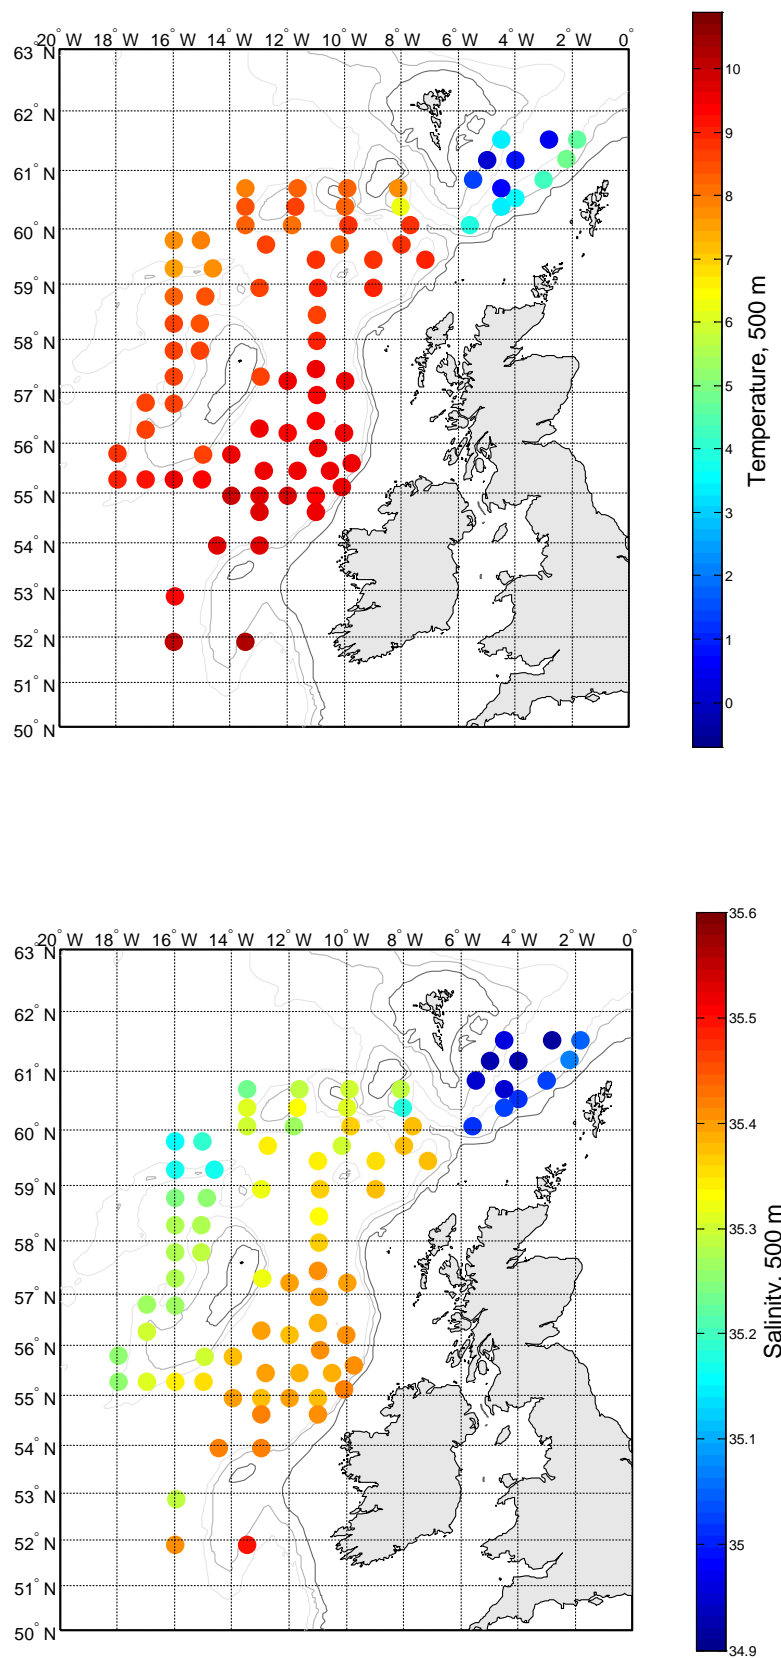 20° W 18° W 16° W 14° W 12° W 10° W 8° W 6° W 4° W 2° W 0°
63° N
62° N
61° N
60° N
59° N
58° N
57° N
56° N
55° N
54° N
53° N
52° N
51° N
50° N
10
9
8
7
6
5
4
3
2
1
0
Temperature, 500 m
20° W 18° W 16° W 14° W 12° W 10° W 8° W 6° W 4° W 2° W 0°
63° N
62° N
61° N
60° N
59° N
58° N
57° N
56° N
55° N
54° N
53° N
52° N
51° N
50° N
35.6
35.5
35.4
35.3
35.2
35.1
35
34.9
Salinity, 500 m